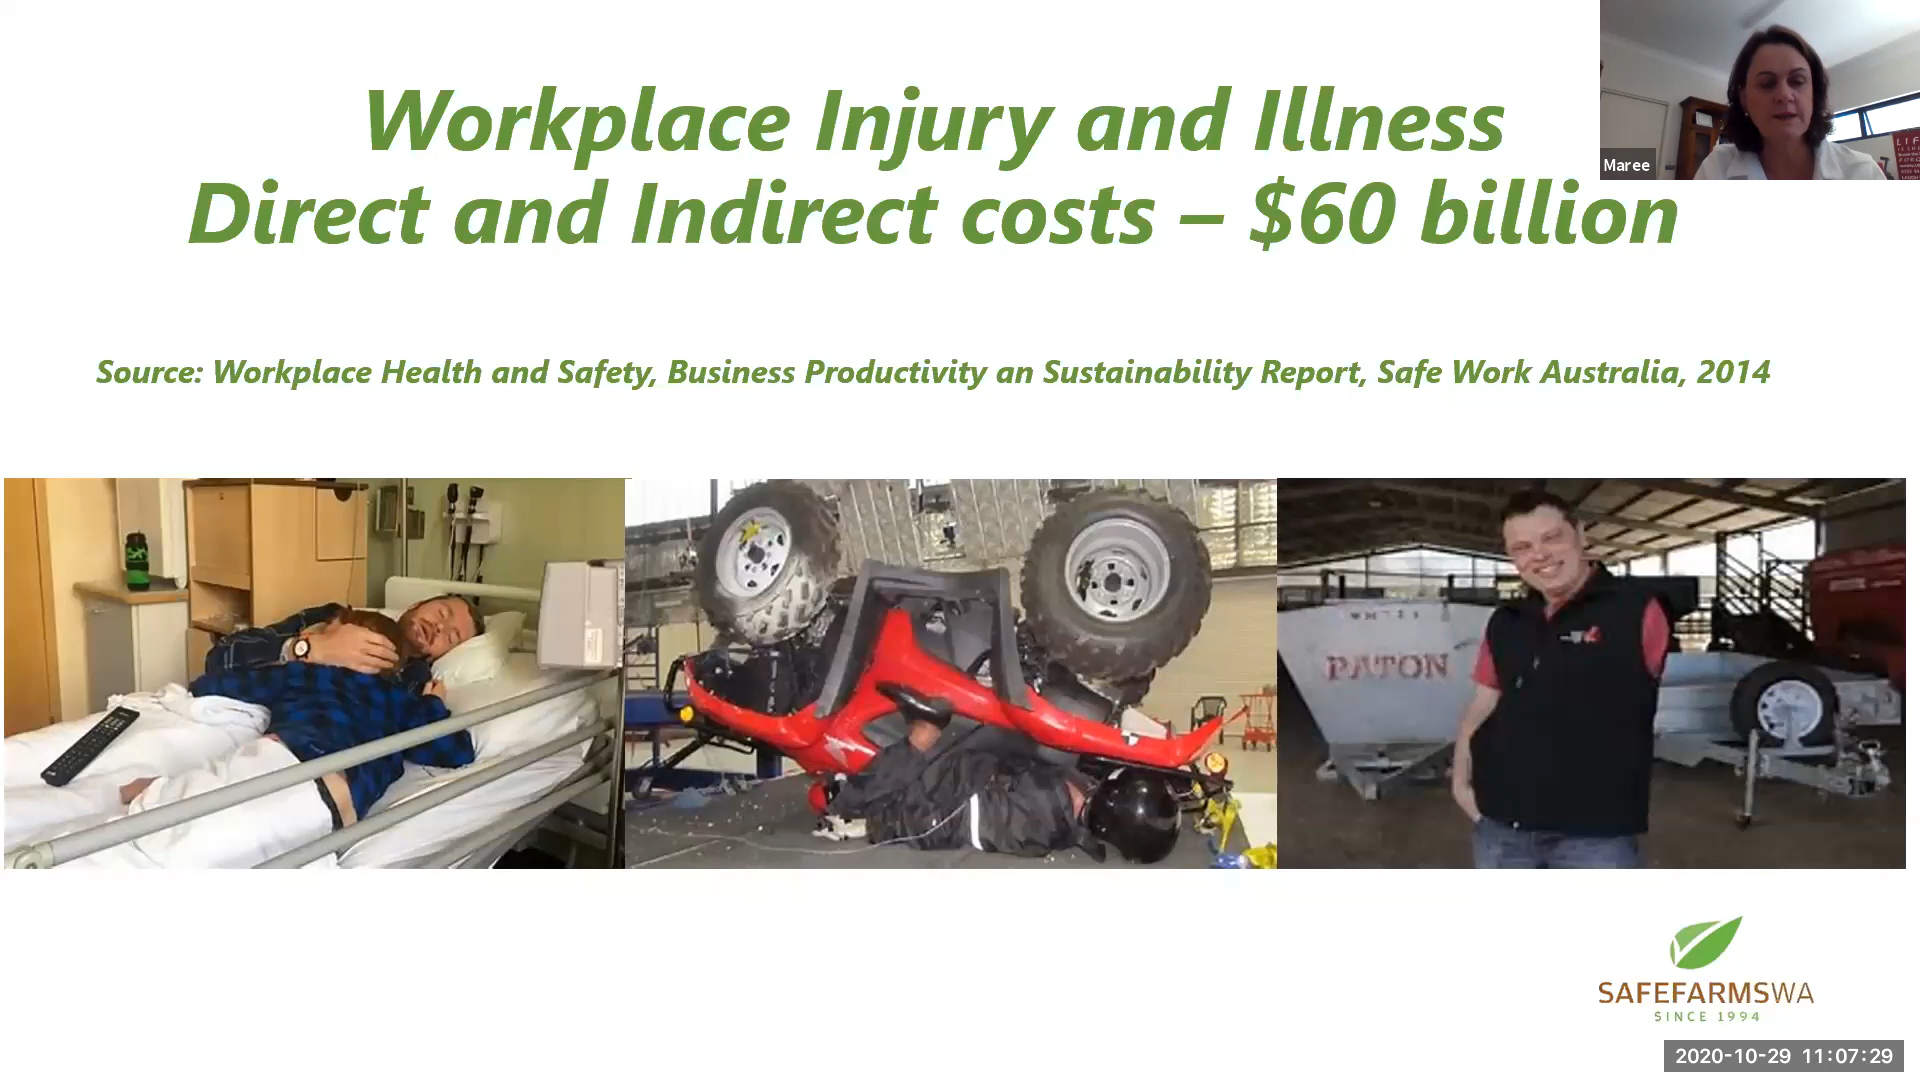 Workplace Injury and Illness
Direct and Indirect costs – $60 billion
Maree
Source: Workplace Health and Safety, Business Productivity an Sustainability Report, Safe Work Australia, 2014
PATON
SAFEFARMSWA
SINCE 1994
2020-10-29 11:07:29